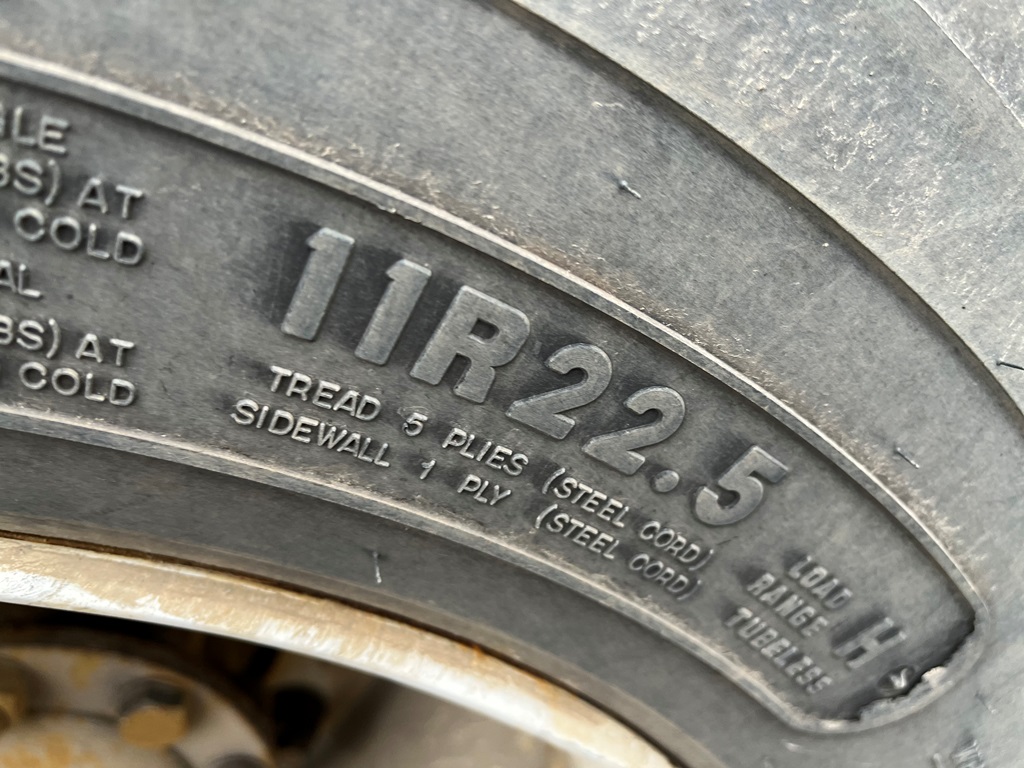 BS) AT
COLD
AL
BS) AT
COLD
11R22.5
TREAD 5 PLIES (STEEL CORD)
SIDEWALL 1 PLY (STEEL CORD)
LOAD
RANGE H
TUBELESS